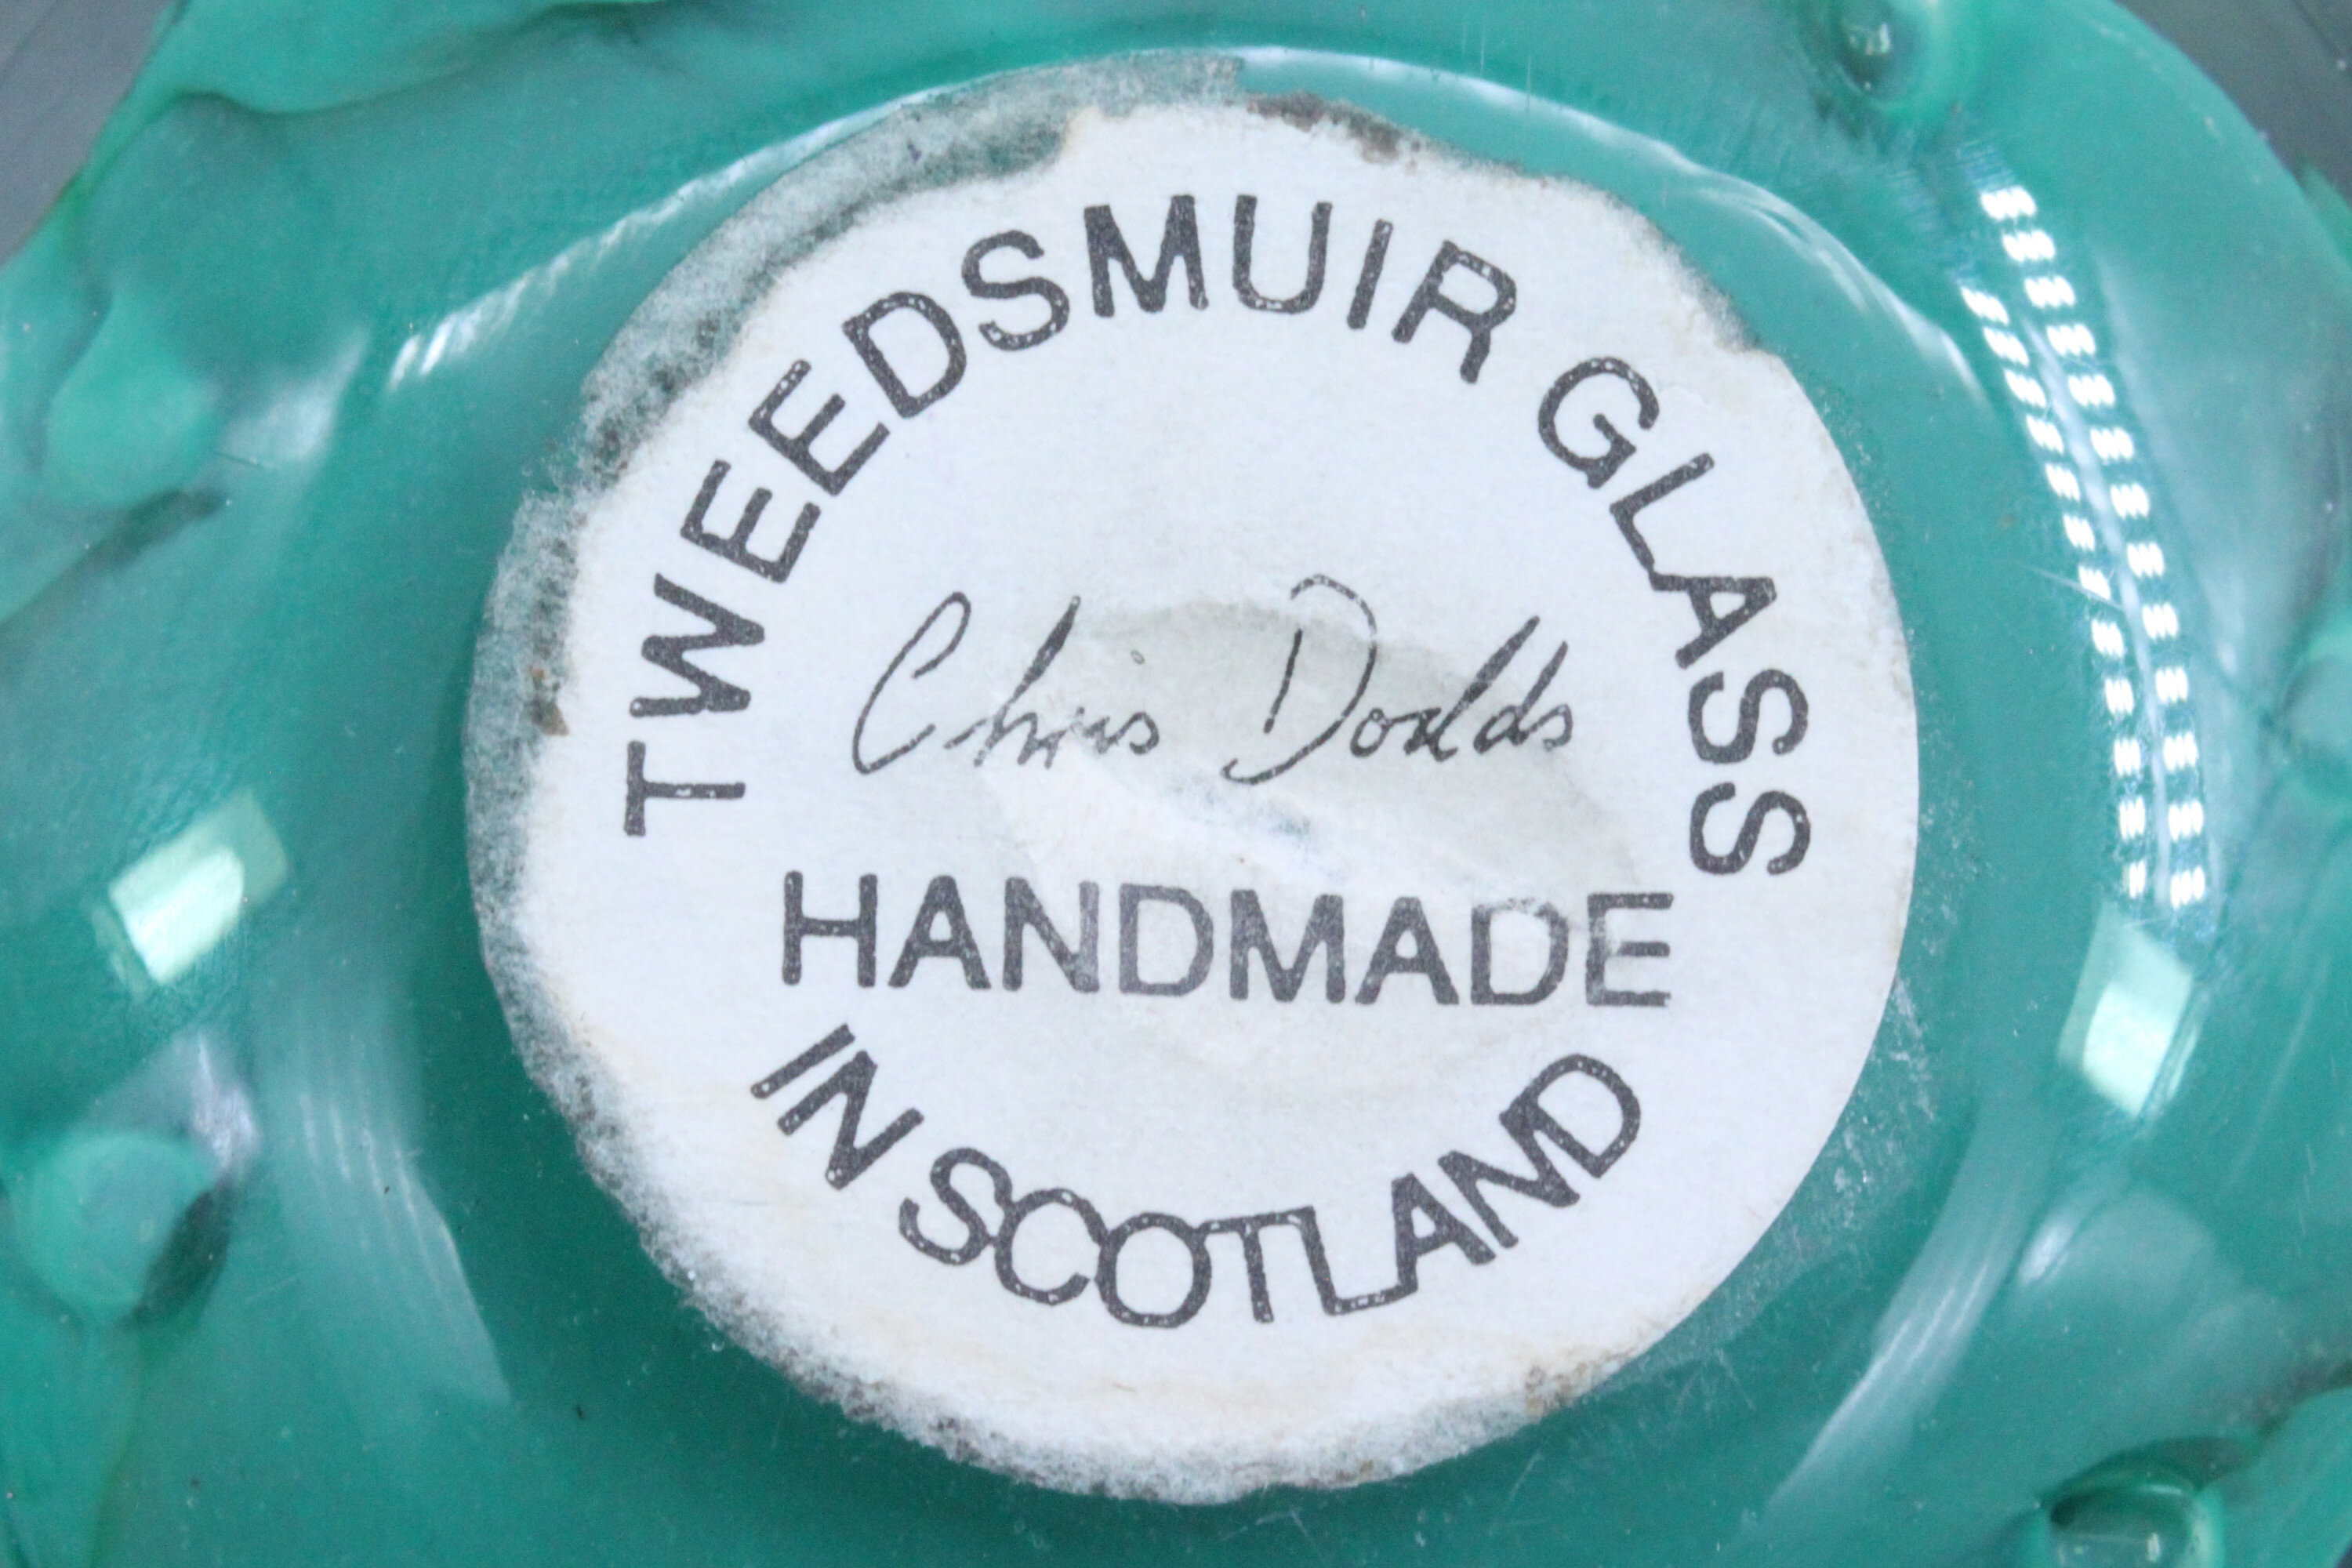 TWEEDSMUIR GLASS
Chris Dodds
HANDMADE
IN SCOTLAND